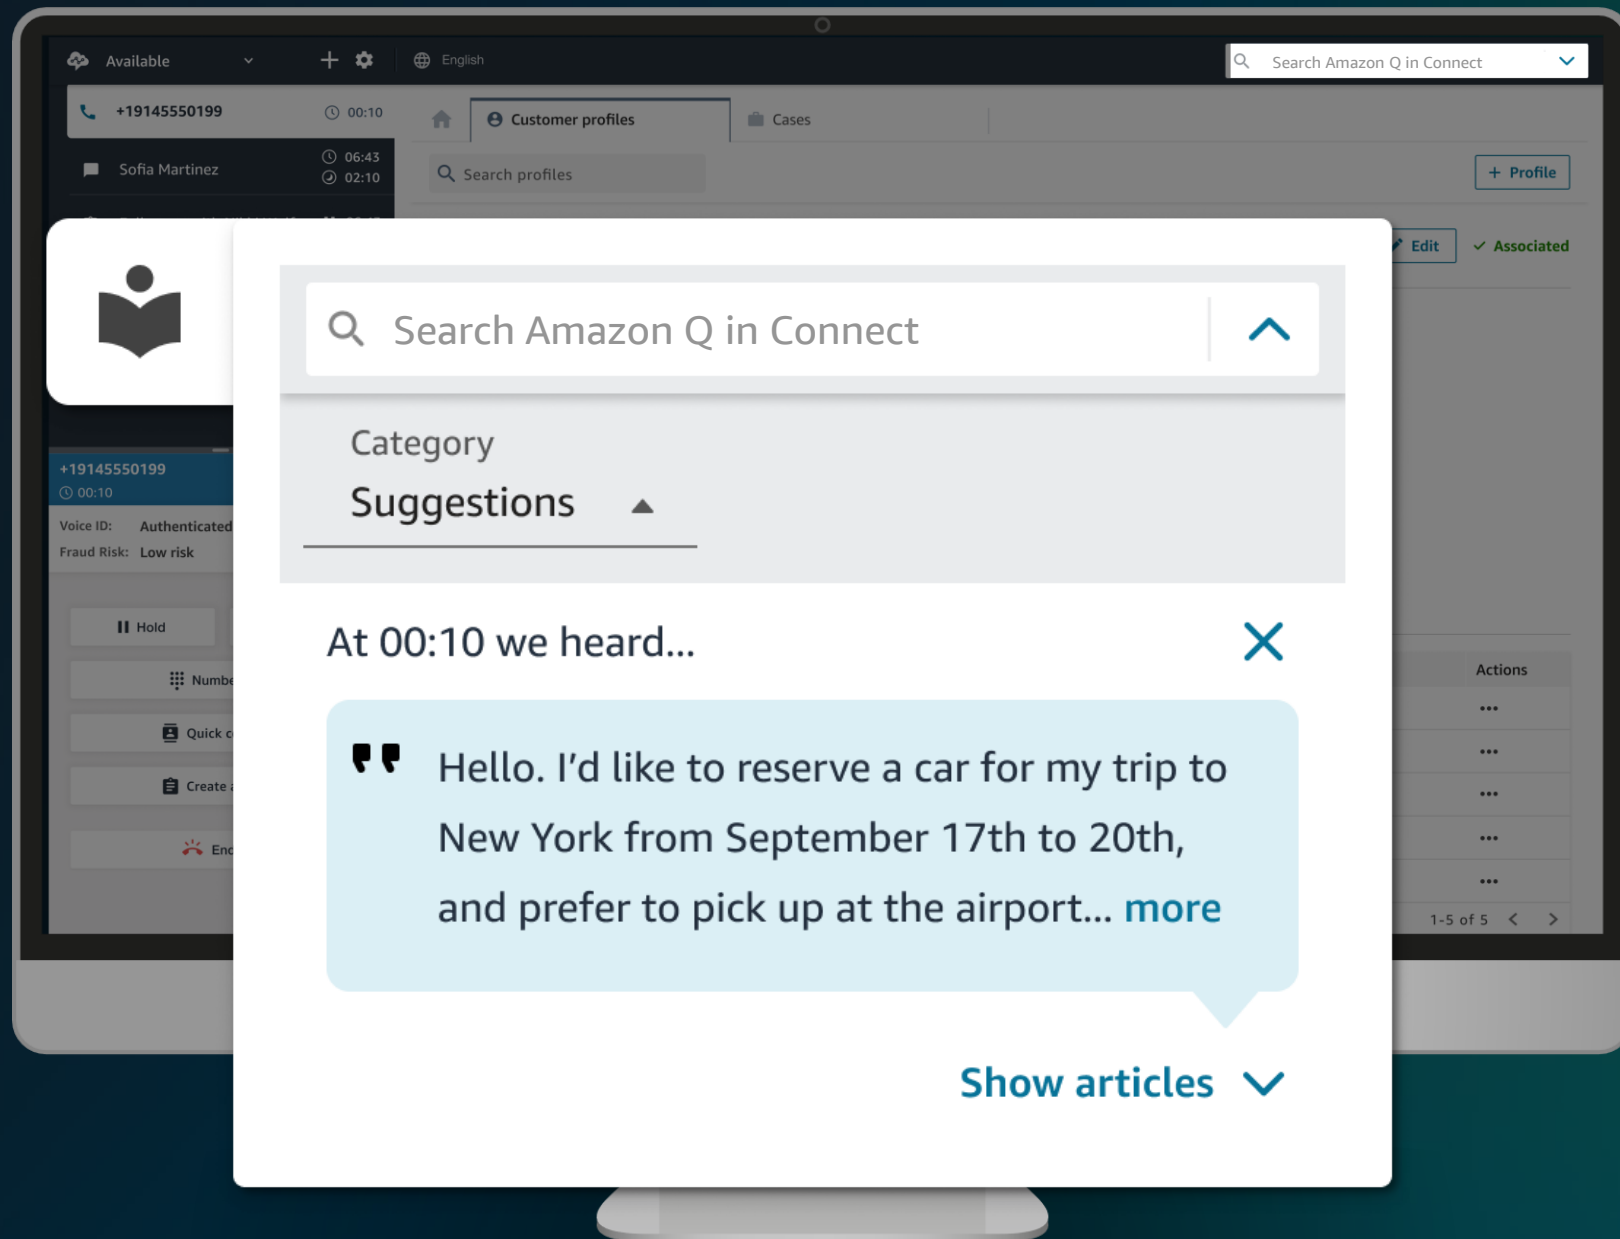 Available
English
Search Amazon Q in Connect
+19145550199
00:10
Customer profiles
Cases
Sofia Martinez
06:43
02:10
Search profiles
+ Profile
Edit
Associated
Search Amazon Q in Connect
Category
Suggestions
+19145550199
00:10
Voice ID: Authenticated
Fraud Risk: Low risk
Hold
Quick
Create
At 00:10 we heard...
" Hello. I’d like to reserve a car for my trip to
New York from September 17th to 20th,
and prefer to pick up at the airport... more
Show articles
Actions
1-5 of 5